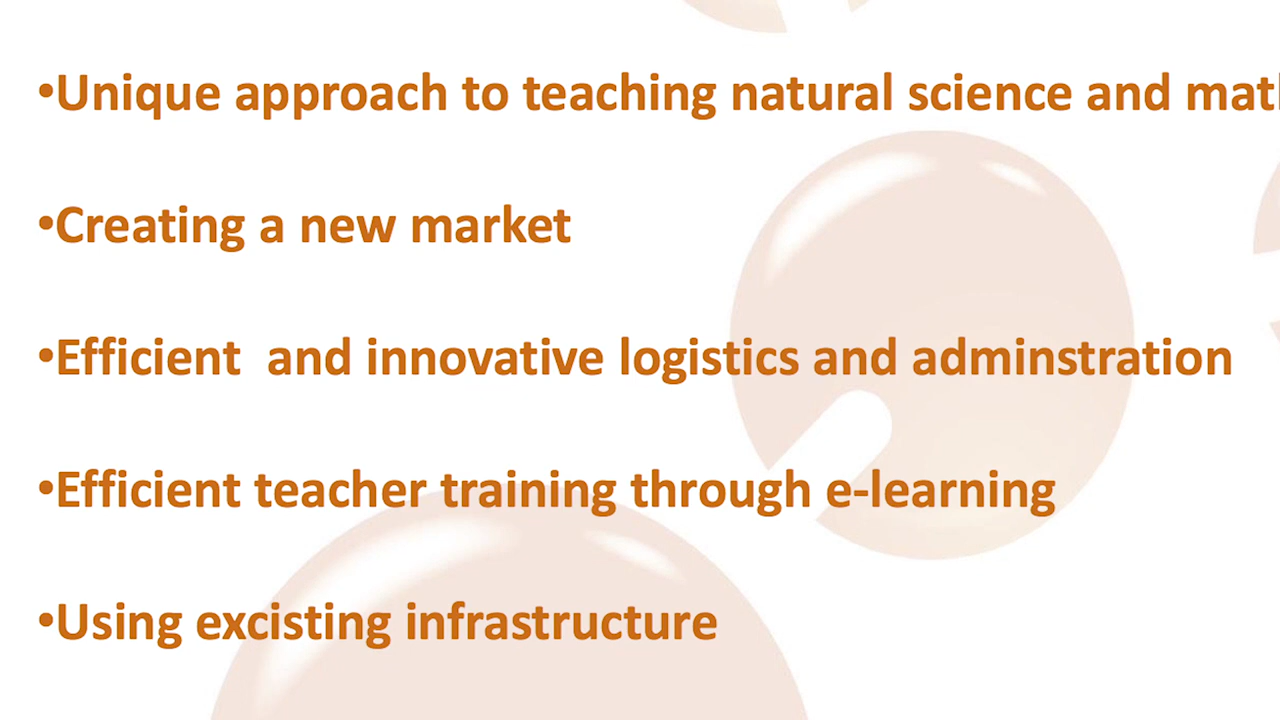 •Unique approach to teaching natural science and
•Creating a new market
•Efficient  and innovative logistics and adminstration
•Efficient teacher training through e-learning
•Using excisting infrastructure